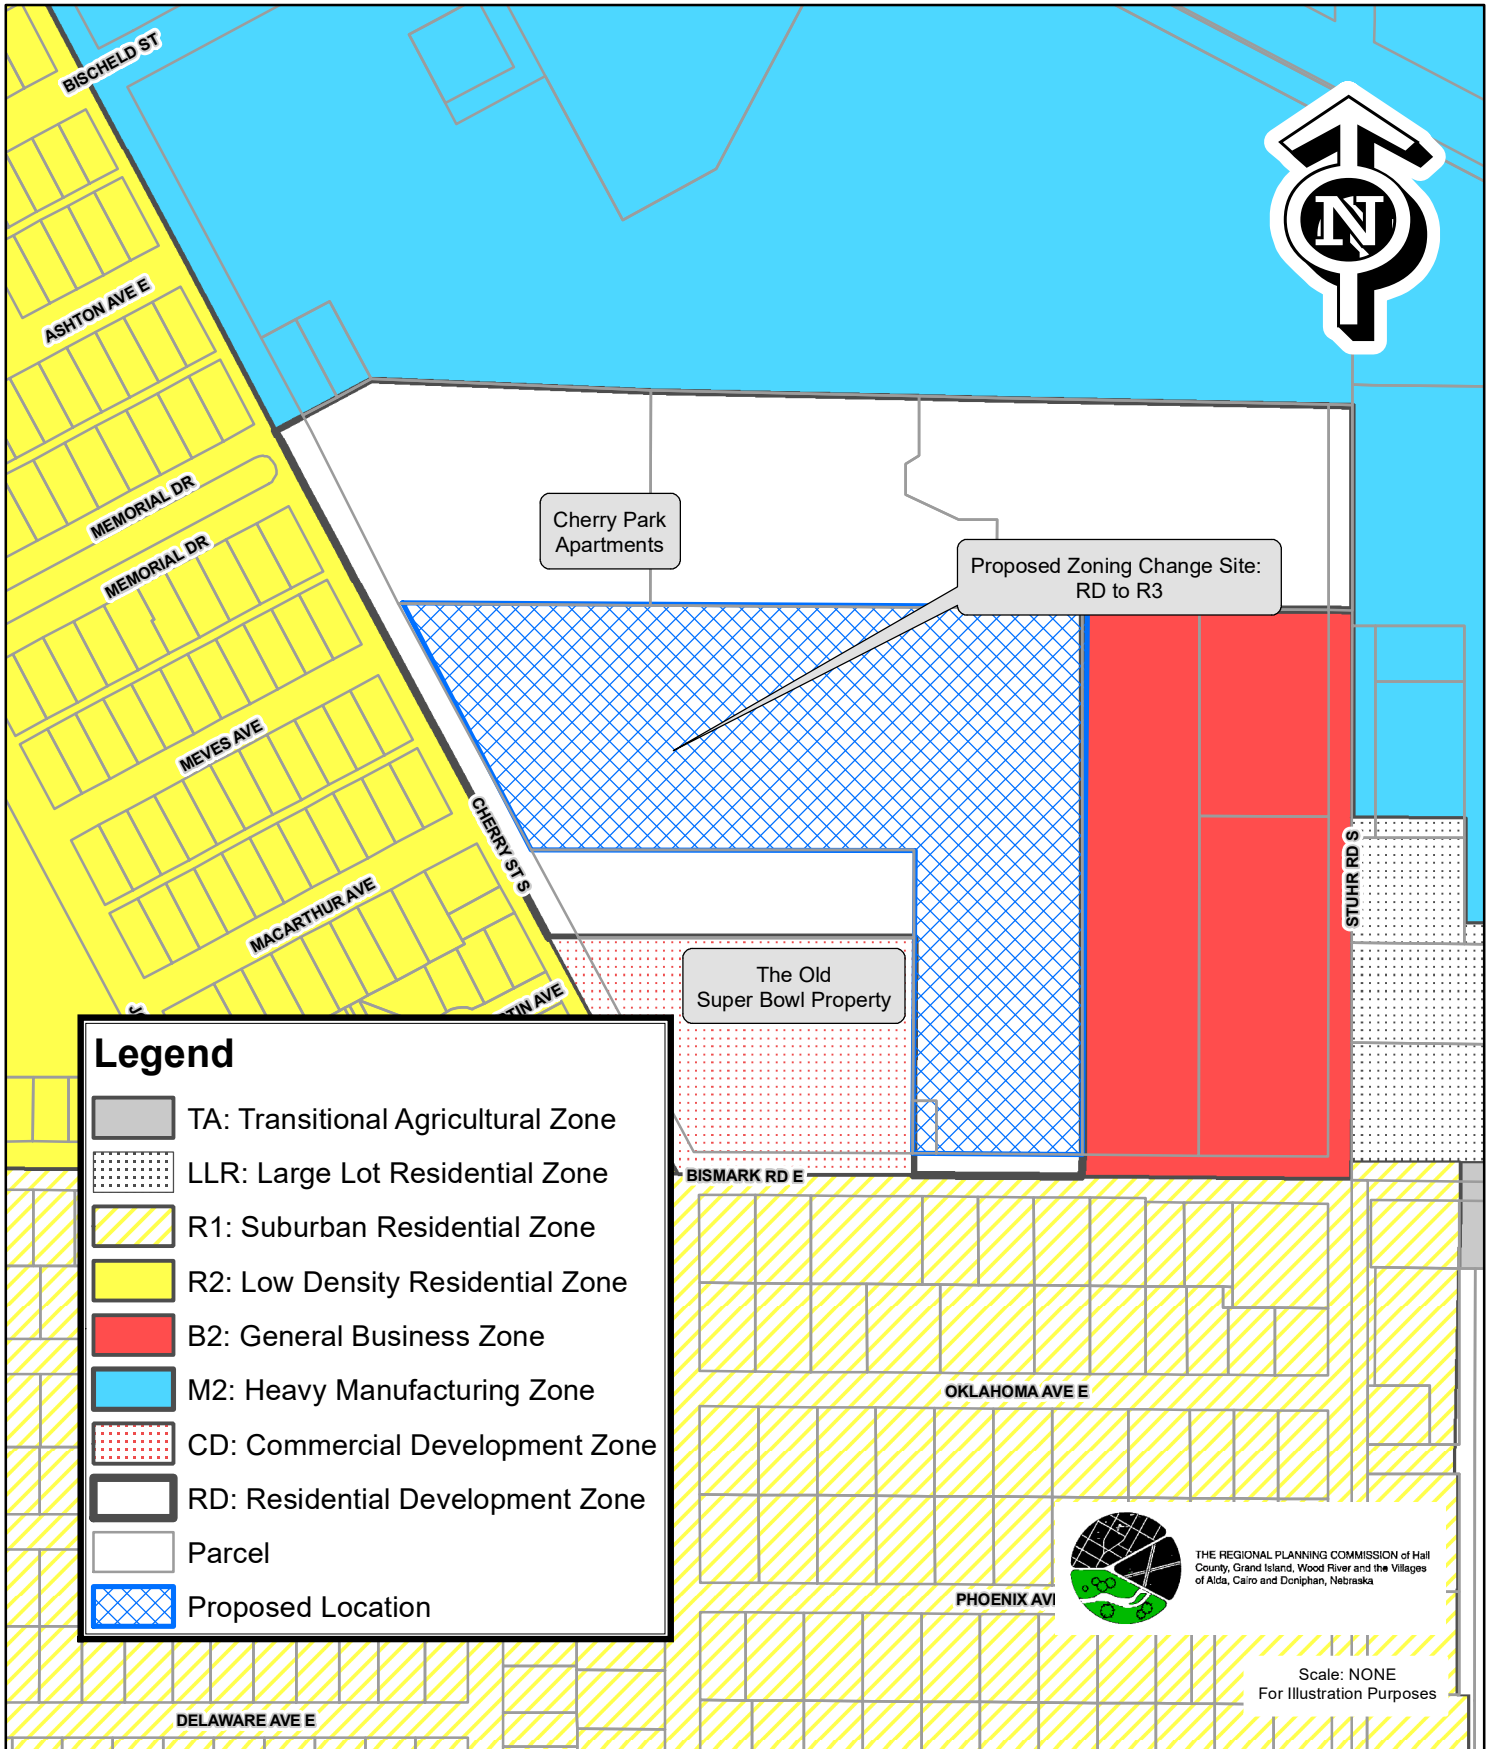 BISCHELD ST
N
ASHTON AVE E
MEMORIAL DR
MEMORIAL DR
Cherry Park
Apartments
Proposed Zoning Change Site:
RD to R3
MEVES AVE
CHERRY ST S
MACARTHUR AVE
STUHR RD S
The Old
Super Bowl Property
TIN AVE
BISMARK RD E
Legend
TA: Transitional Agricultural Zone
LLR: Large Lot Residential Zone
R1: Suburban Residential Zone
R2: Low Density Residential Zone
B2: General Business Zone
M2: Heavy Manufacturing Zone
CD: Commercial Development Zone
RD: Residential Development Zone
Parcel
Proposed Location
OKLAHOMA AVE E
THE REGIONAL PLANNING COMMISSION of Hall
County, Grand Island, Wood River and the Villages
of Alda, Cairo and Doniphan, Nebraska
PHOENIX AV
Scale: NONE
For Illustration Purposes
DELAWARE AVE E